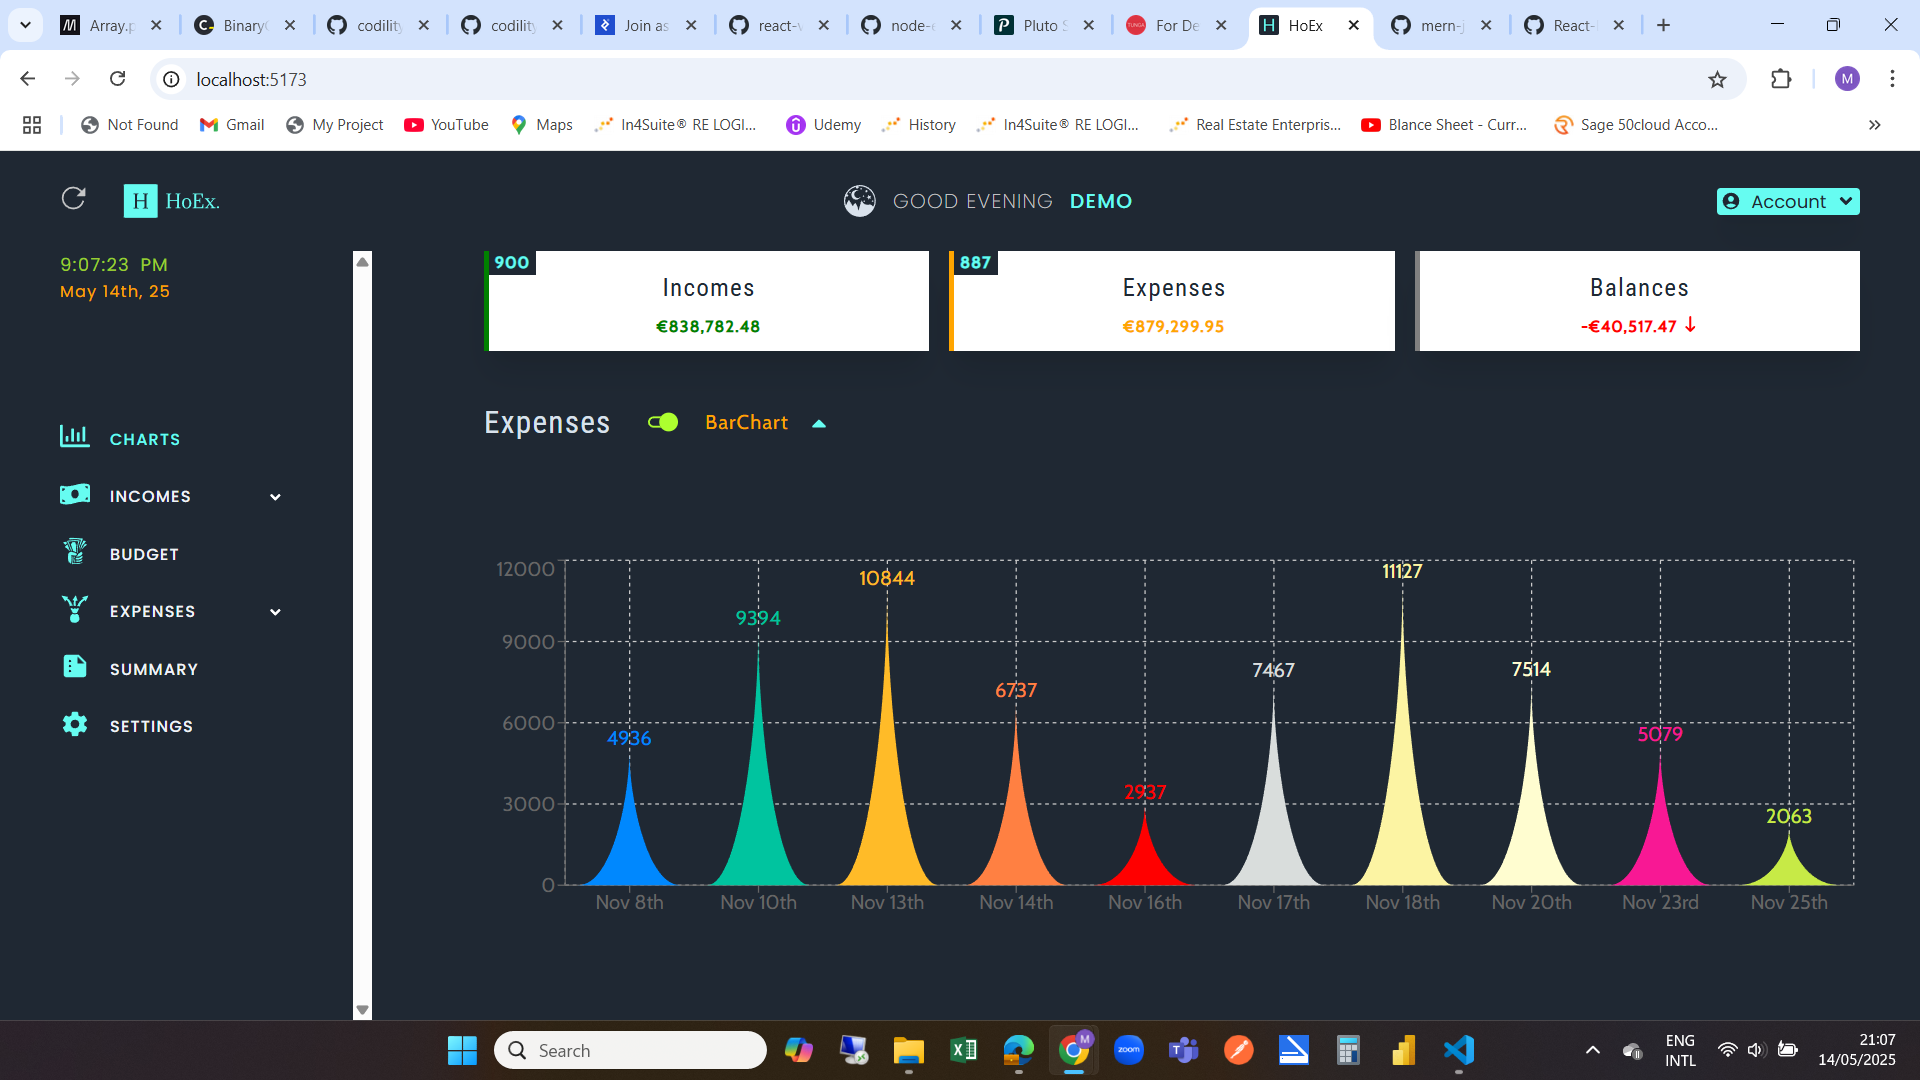 Array.p
Binary
codility
codility
Join as
react-v
node-e
Pluto S
For De
HoEx
mern-j
React-
localhost:5173
M
Not Found
Gmail
My Project
YouTube
Maps
In4Suite® RE LOGI...
Udemy
History
In4Suite® RE LOGI...
Real Estate Enterpris...
Blance Sheet - Curr...
Sage 50cloud Acco...
H HoEx.
GOOD EVENING DEMO
Account
9:07:23 PM
May 14th, 25
900
Incomes
€838,782.48
887
Expenses
€879,299.95
Balances
-€40,517.47
Expenses
BarChart
CHARTS
INCOMES
BUDGET
EXPENSES
SUMMARY
SETTINGS
12000
9000
6000
3000
0
4936
9394
10844
6737
2937
7467
11127
7514
5079
2063
Nov 8th
Nov 10th
Nov 13th
Nov 14th
Nov 16th
Nov 17th
Nov 18th
Nov 20th
Nov 23rd
Nov 25th
Search
M
zoom
ENG
INTL
21:07
14/05/2025